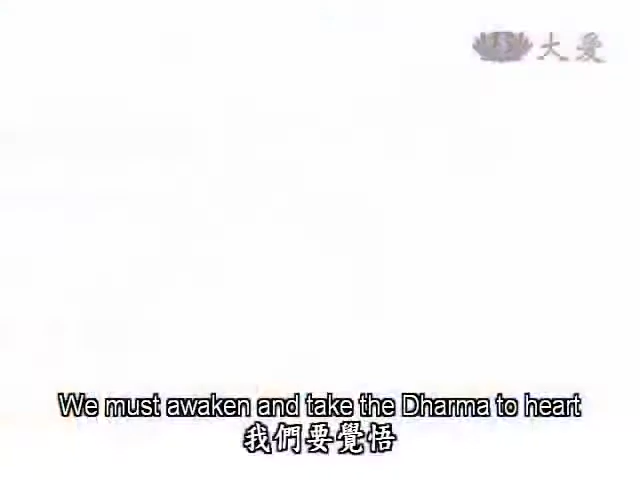 大愛
We must awaken and take the Dharma to heart
我們要覺悟